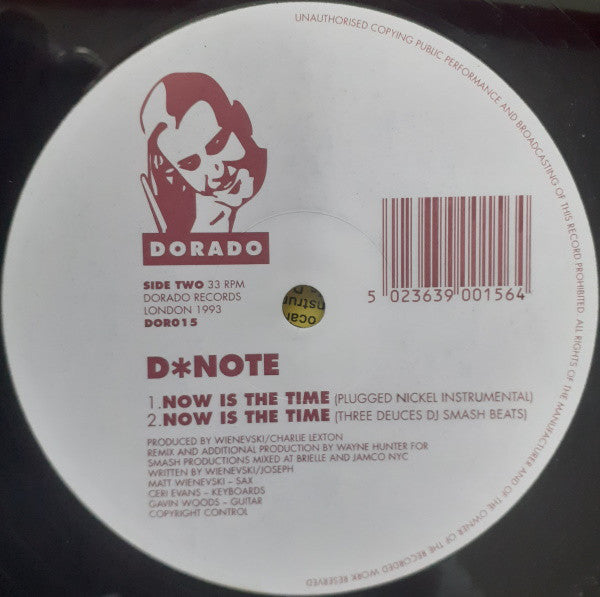 UNAUTHORISED COPYING PUBLIC PERFORMANCE AND BROADCASTING OF THIS RECORD PROHIBITED. ALL RIGHTS OF THE MANUFACTURER AND OF THE OWNER OF THE RECORDED WORK RESERVED
DORADO
SIDE TWO 33 RPM
DORADO RECORDS
LONDON 1993
DOR015
5 023639 001564
D*NOTE
1.NOW IS THE TIME (PLUGGED NICKEL INSTRUMENTAL)
2.NOW IS THE TIME (THREE DEUCES DJ SMASH BEATS)
PRODUCED BY WIENEVSKI/CHARLIE LEXTON
REMIX AND ADDITIONAL PRODUCTION BY WAYNE HUNTER FOR
SMASH PRODUCTIONS MIXED AT BRIELLE AND JAMCO NYC
WRITTEN BY WIENEVSKI/JOSEPH
MATT WIENEVSKI – SAX
CERI EVANS – KEYBOARDS
GAVIN WOODS – GUITAR
COPYRIGHT CONTROL